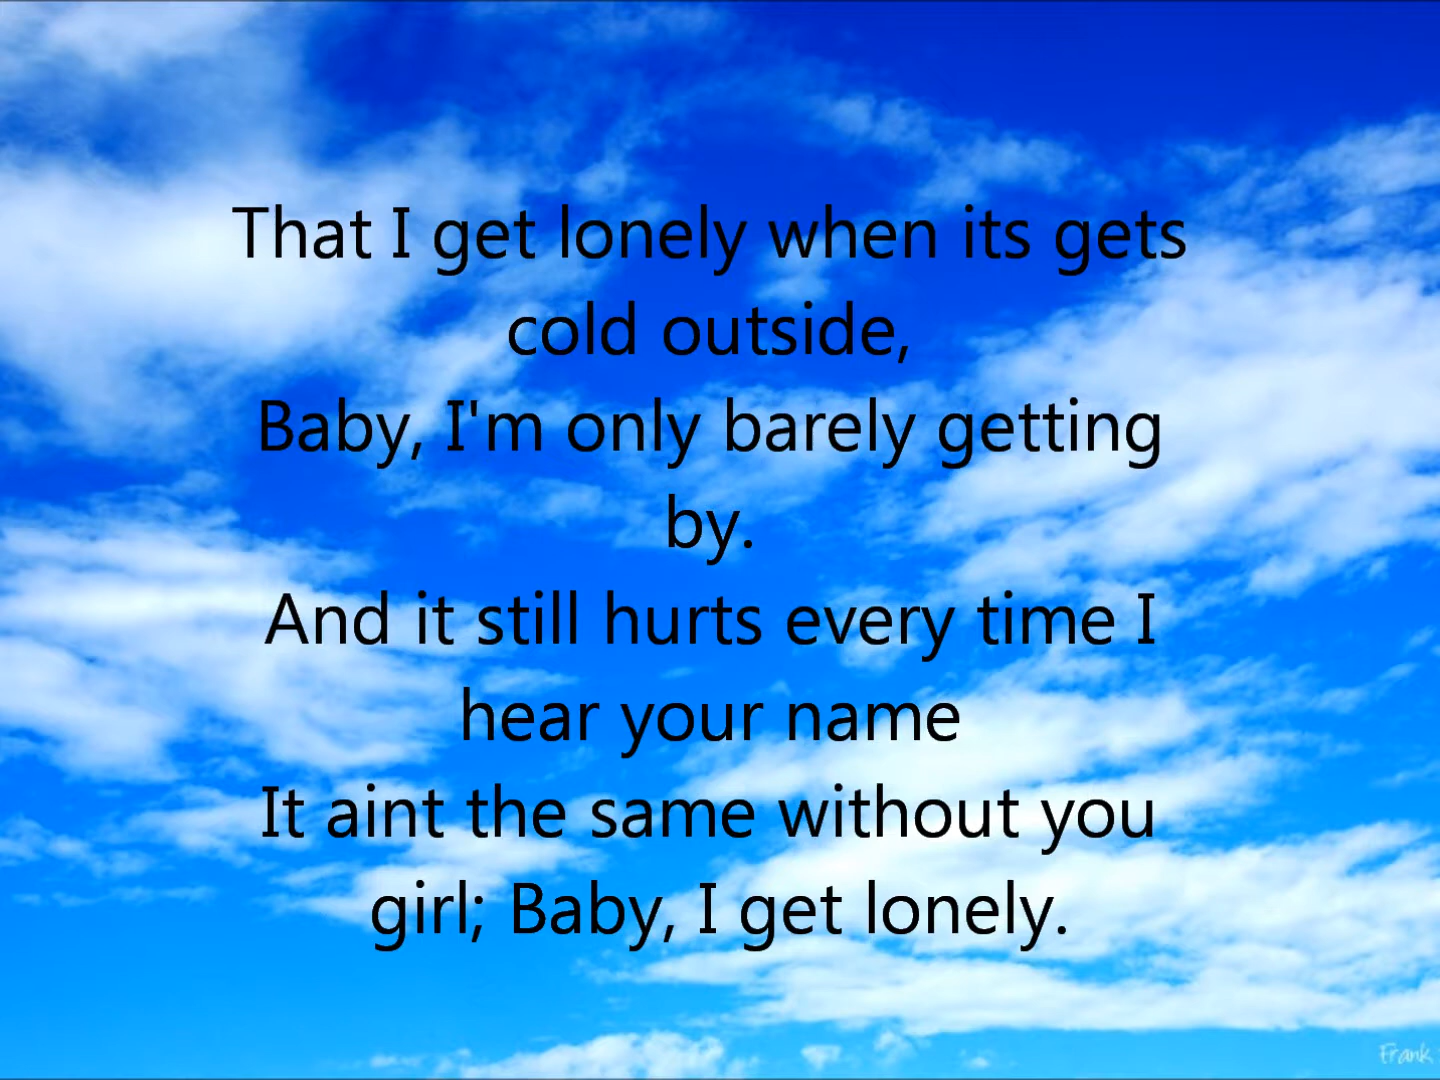 That I get lonely when its gets
cold outside,
Baby, I'm only barely getting
by.
And it still hurts every time I
hear your name
It aint the same without you
girl; Baby, I get lonely.
Frank